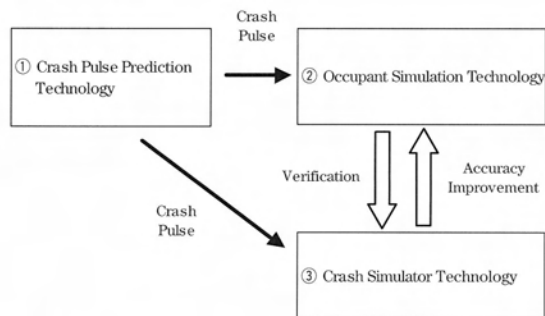 Crash
Pulse
① Crash Pulse Prediction
Technology
② Occupant Simulation Technology
Verification
Accuracy
Improvement
Crash
Pulse
③ Crash Simulator Technology